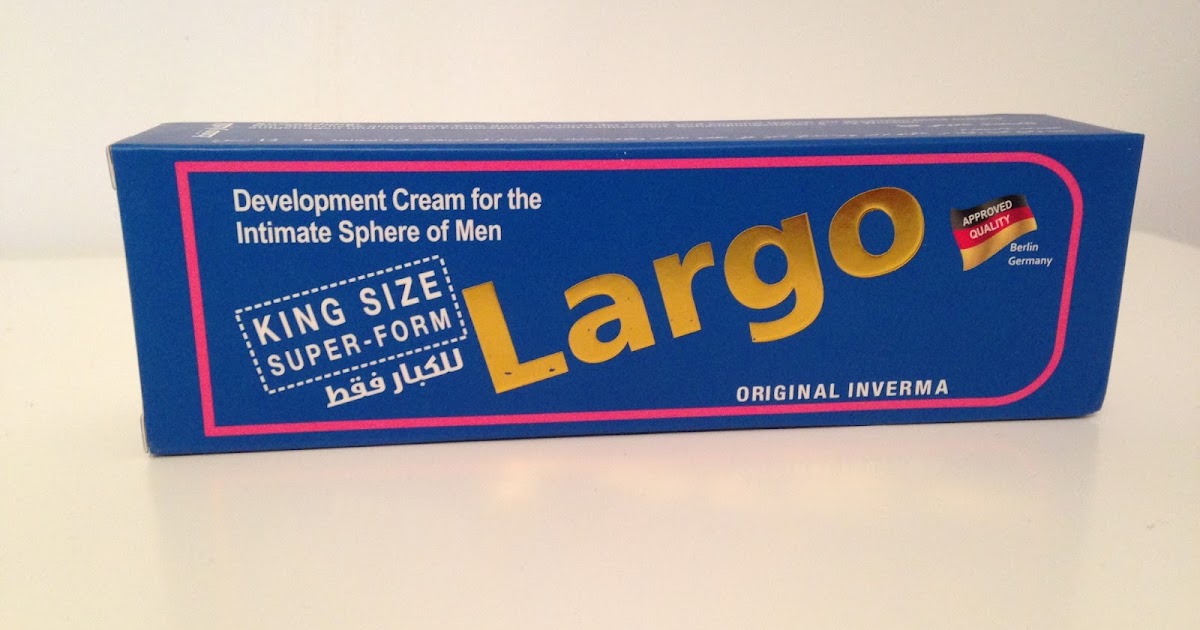 Development Cream for the
Intimate Sphere of Men
KING SIZE
SUPER-FORM
للكبار فقط
Largo
APPROVED
QUALITY
Berlin
Germany
ORIGINAL INVERMA